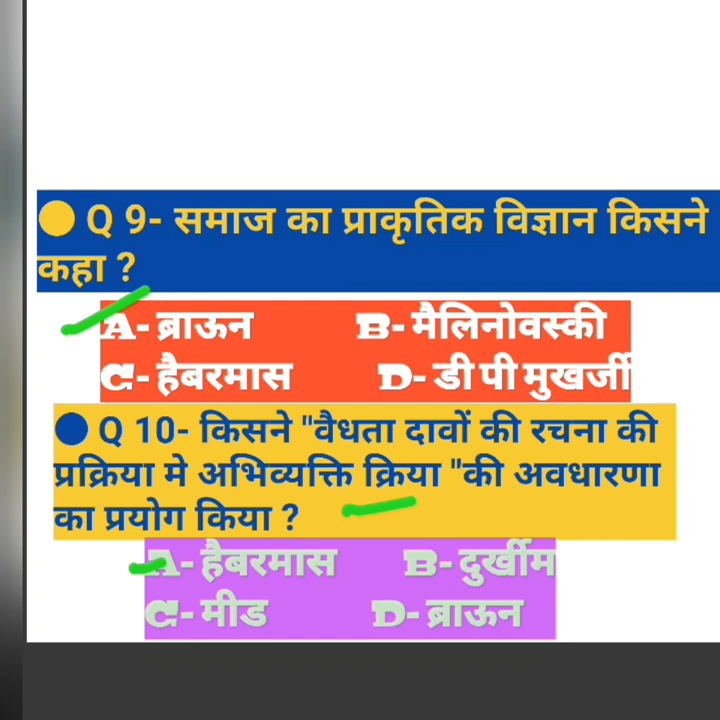 Q 9- समाज का प्राकृतिक विज्ञान किसने
कहा ?
A- ब्राऊन B- मैलिनोवस्की
C- हैबरमास D- डी पी मुखर्जी
Q 10- किसने "वैधता दावों की रचना की
प्रक्रिया मे अभिव्यक्ति क्रिया "की अवधारणा
का प्रयोग किया ?
A- हैबरमास B- दुर्खीम
C- मीड D- ब्राऊन